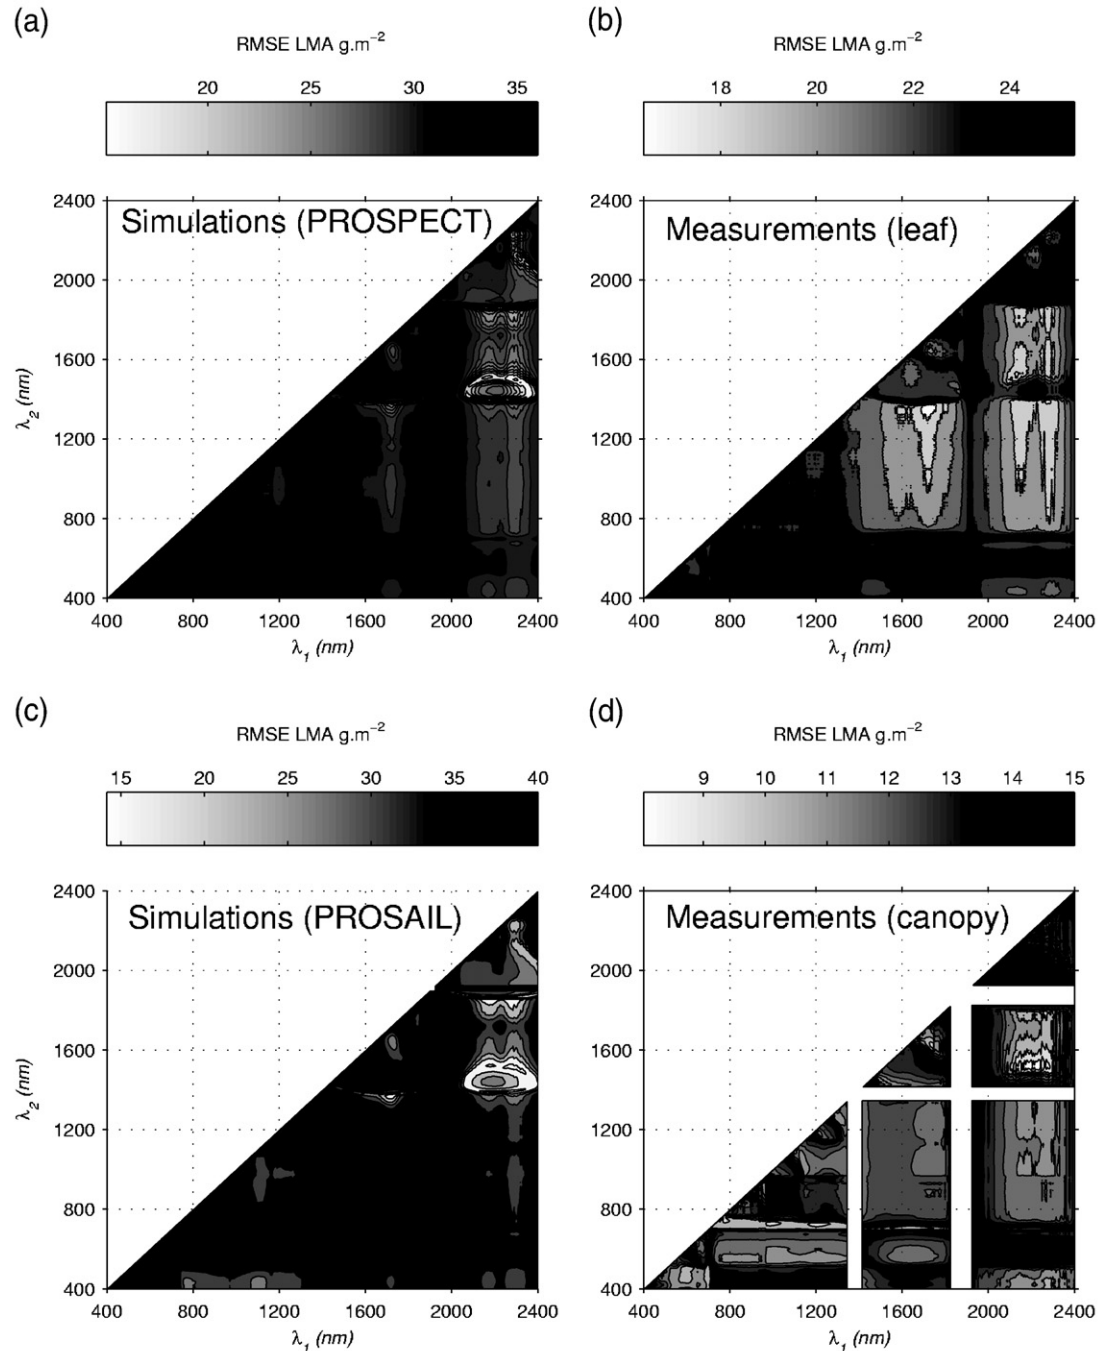 (a)
RMSE LMA g.m⁻²
20 25 30 35
Simulations (PROSPECT)
2400
2000
1600
1200
800
400
λ₂ (nm)
400 800 1200 1600 2000 2400
λ₁ (nm)
(b)
RMSE LMA g.m⁻²
18 20 22 24
Measurements (leaf)
2400
2000
1600
1200
800
400
400 800 1200 1600 2000 2400
λ₁ (nm)
(c)
RMSE LMA g.m⁻²
15 20 25 30 35 40
Simulations (PROSAIL)
2400
2000
1600
1200
800
400
λ₂ (nm)
400 800 1200 1600 2000 2400
λ₁ (nm)
(d)
RMSE LMA g.m⁻²
9 10 11 12 13 14 15
Measurements (canopy)
2400
2000
1600
1200
800
400
400 800 1200 1600 2000 2400
λ₁ (nm)